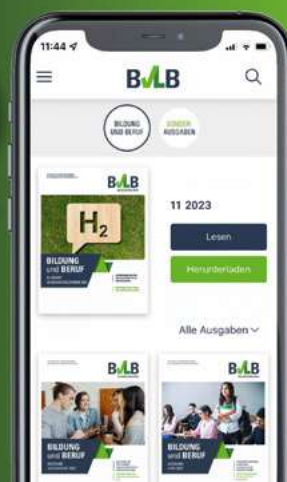 11:44
BvLB
BILDUNG
UND BERUF
SONDER
AUSGABEN
BvLB
H₂
BILDUNG
und BERUF
11 2023
Lesen
Herunterladen
Alle Ausgaben
BvLB
BILDUNG
und BERUF
BvLB
BILDUNG
und BERUF